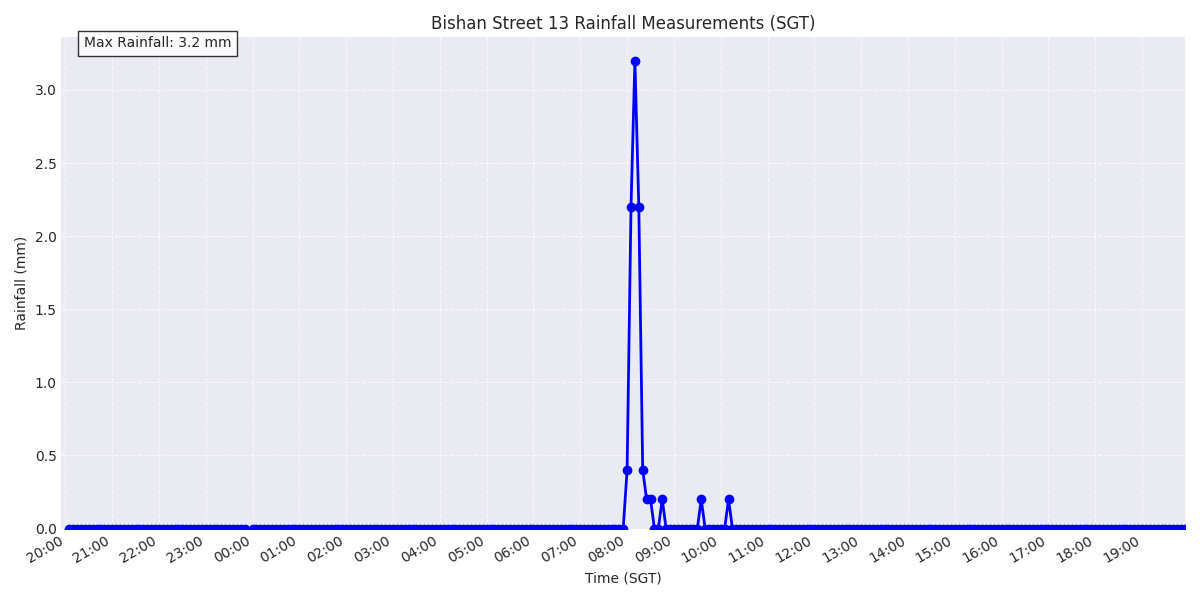 Bishan Street 13 Rainfall Measurements (SGT)
Max Rainfall: 3.2 mm
Rainfall (mm)
3.0
2.5
2.0
1.5
1.0
0.5
0.0
20:00 21:00 22:00 23:00 00:00 01:00 02:00 03:00 04:00 05:00 06:00 07:00 08:00 09:00 10:00 11:00 12:00 13:00 14:00 15:00 16:00 17:00 18:00 19:00
Time (SGT)